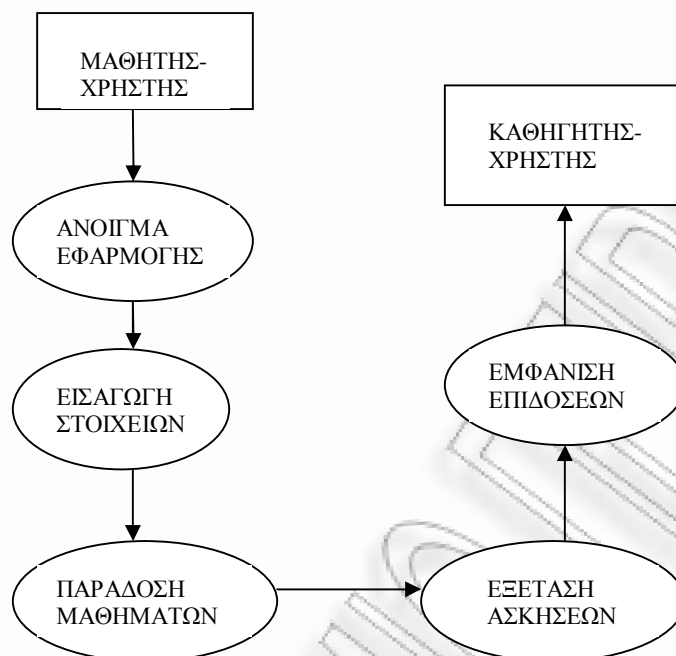 ΜΑΘΗΤΗΣ-
ΧΡΗΣΤΗΣ
ΑΝΟΙΓΜΑ
ΕΦΑΡΜΟΓΗΣ
ΕΙΣΑΓΩΓΗ
ΣΤΟΙΧΕΙΩΝ
ΠΑΡΑΔΟΣΗ
ΜΑΘΗΜΑΤΩΝ
ΕΞΕΤΑΣΗ
ΑΣΚΗΣΕΩΝ
ΕΜΦΑΝΙΣΗ
ΕΠΙΔΟΣΕΩΝ
ΚΑΘΗΓΗΤΗΣ-
ΧΡΗΣΤΗΣ